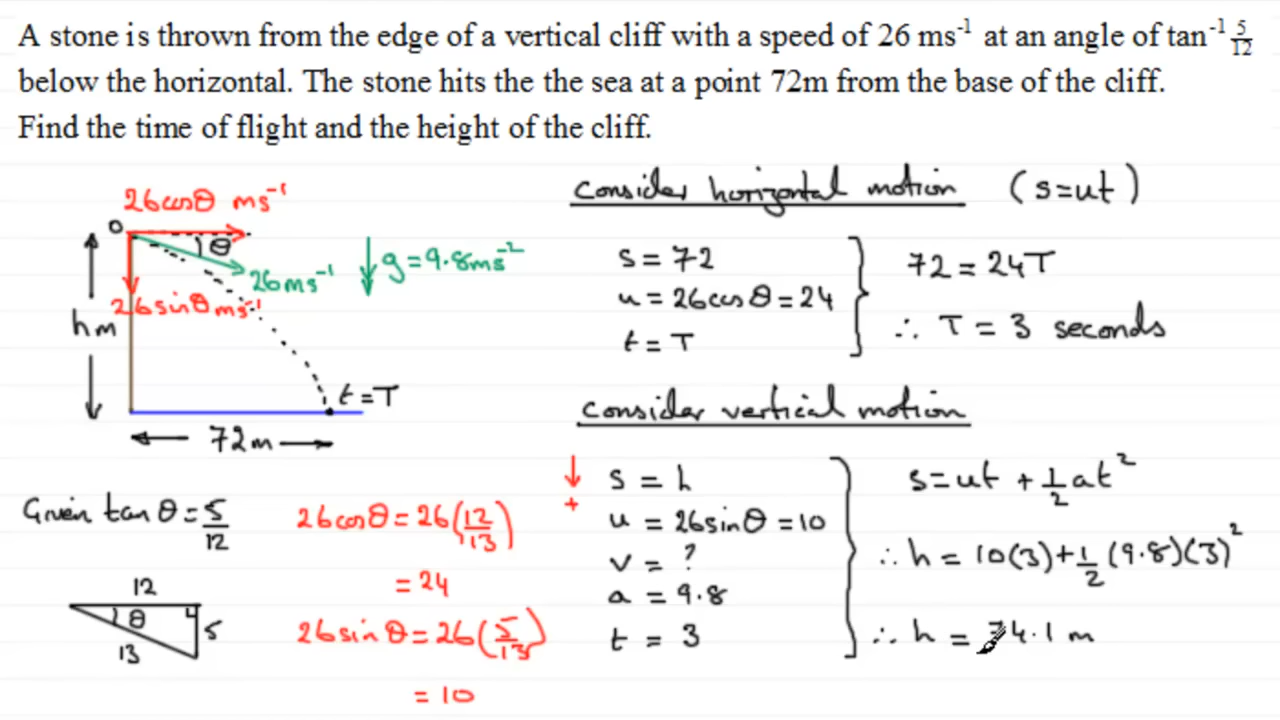 A stone is thrown from the edge of a vertical cliff with a speed of 26 ms⁻¹ at an angle of tan⁻¹ 5/12
below the horizontal. The stone hits the the sea at a point 72m from the base of the cliff.
Find the time of flight and the height of the cliff.
26cosθ ms⁻¹
O
θ
26ms⁻¹
g=9.8ms⁻²
26sinθms⁻¹
hm
t=T
72m
Given tanθ=5/12
12
θ
5
13
26cosθ=26(12/13)
=24
26sinθ=26(5/13)
=10
Consider horizontal motion (s=ut)
s=72
u=26cosθ=24
t=T
72=24T
∴ T = 3 seconds
Consider vertical motion
↓
+
s = h
u = 26sinθ=10
v = ?
a = 9.8
t = 3
s=ut+1/2at²
∴ h = 10(3)+1/2(9.8)(3)²
∴ h = 74.1 m